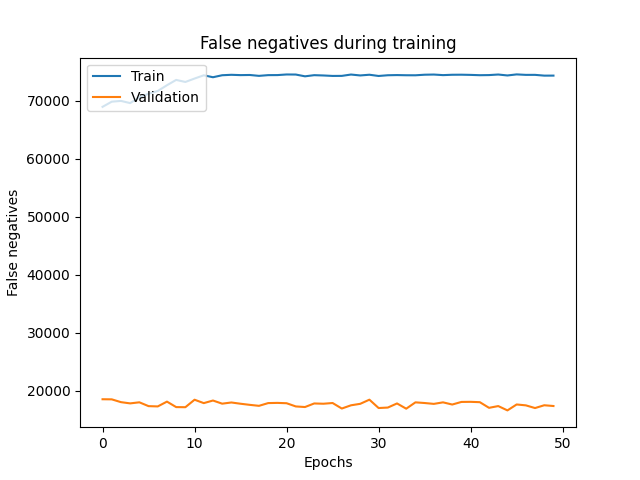 False negatives during training
Train
Validation
False negatives
70000
60000
50000
40000
30000
20000
0
10
20
30
40
50
Epochs